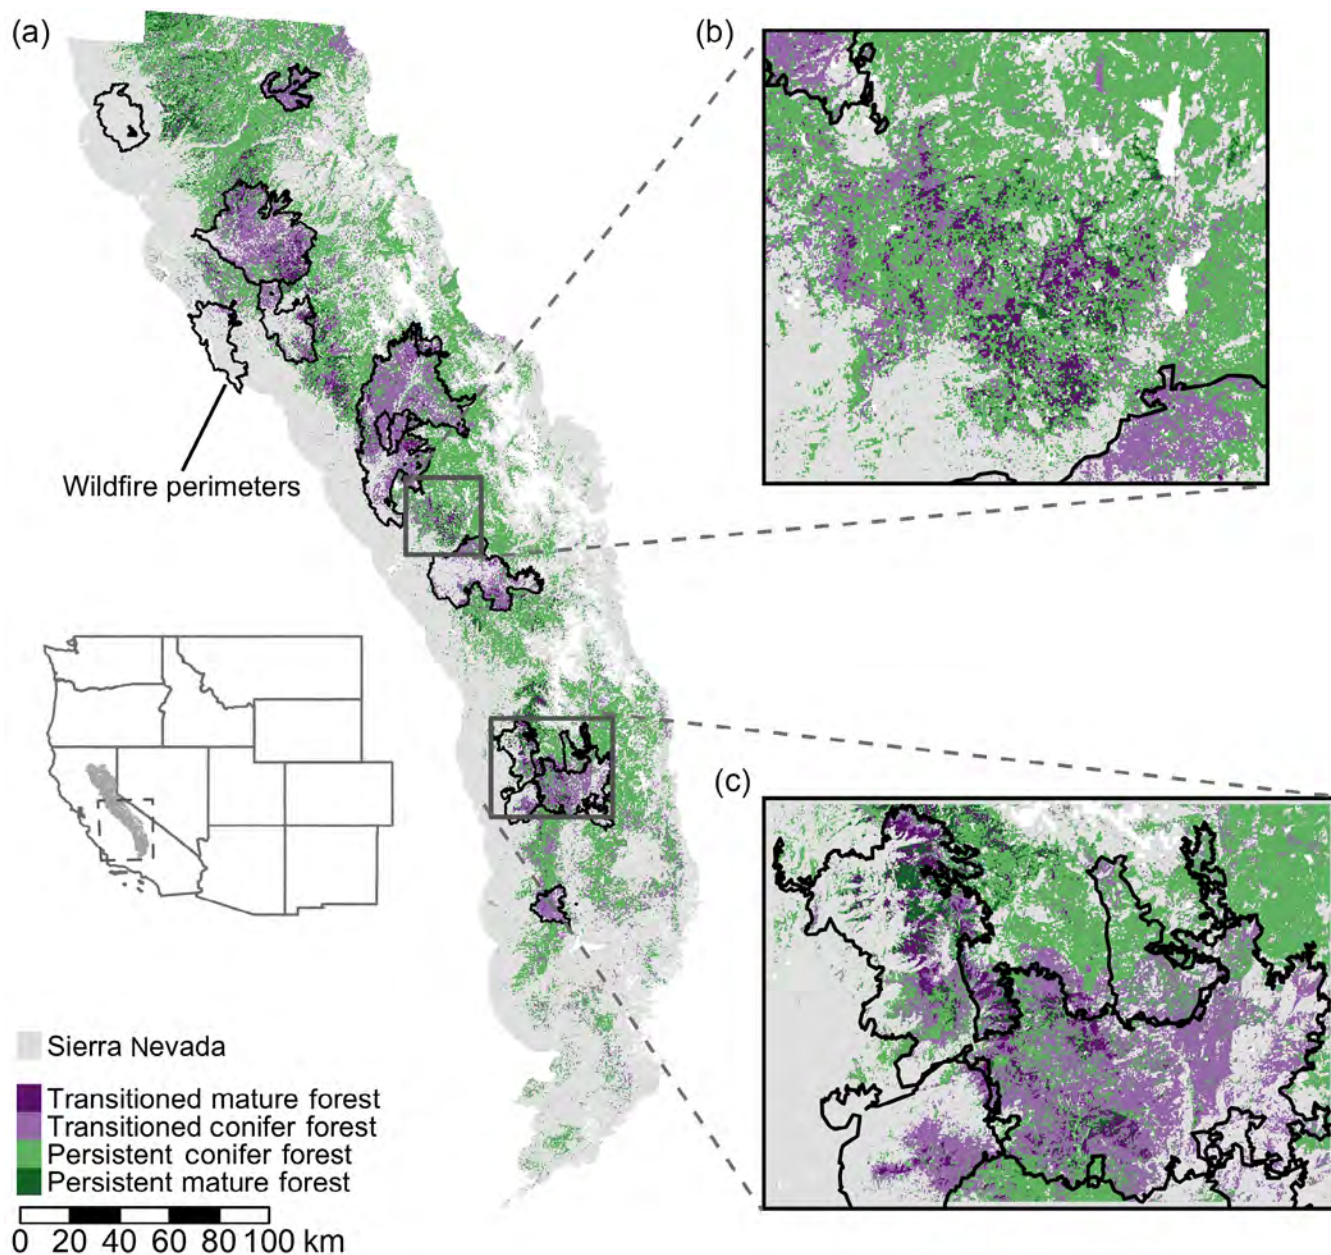 (a)
(b)
Wildfire perimeters
(c)
Sierra Nevada
Transitioned mature forest
Transitioned conifer forest
Persistent conifer forest
Persistent mature forest
0 20 40 60 80 100 km